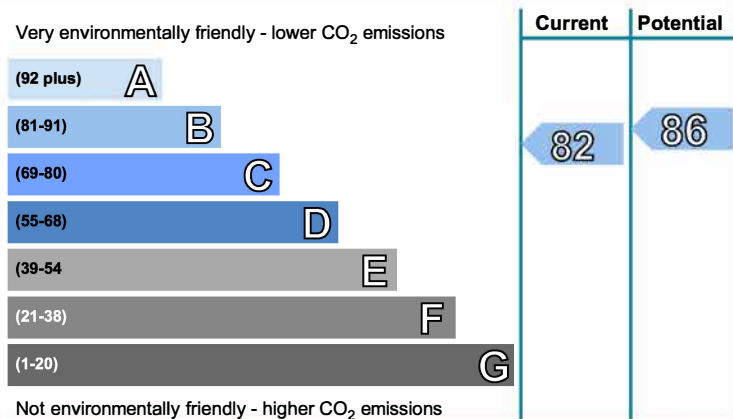 Very environmentally friendly - lower CO₂ emissions
Current
Potential
(92 plus) A
(81-91) B
(69-80) C
(55-68) D
(39-54 E
(21-38) F
(1-20) G
82
86
Not environmentally friendly - higher CO₂ emissions